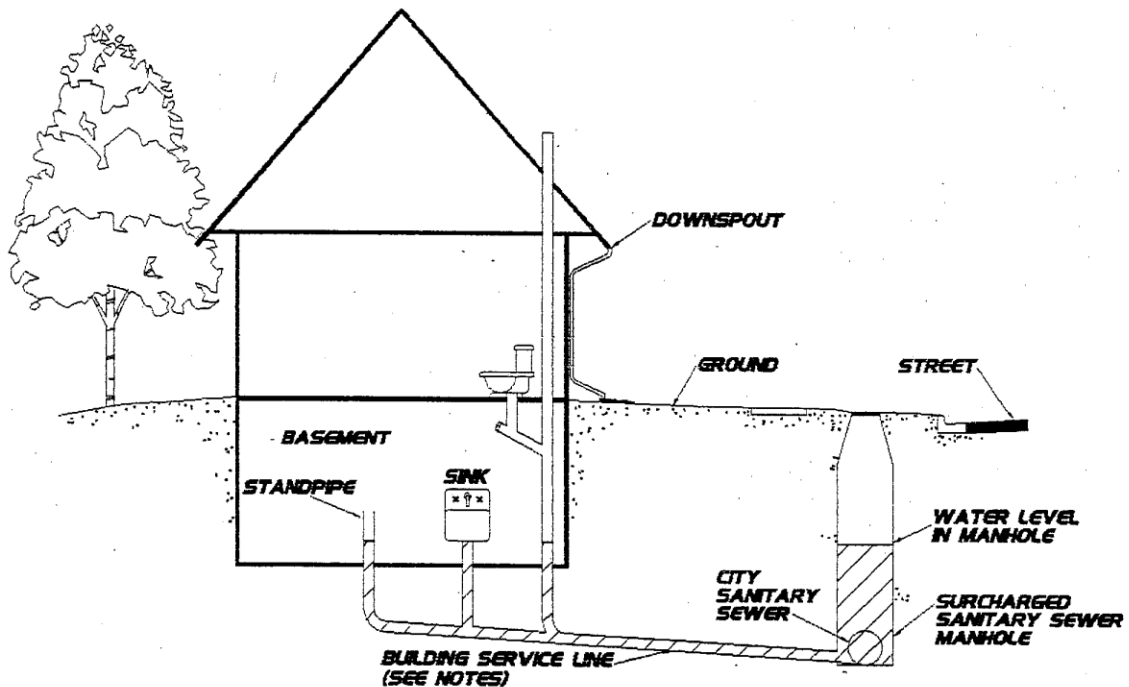 DOWNSPOUT
GROUND
STREET
BASEMENT
SINK
STANDPIPE
WATER LEVEL
IN MANHOLE
CITY
SANITARY
SEWER
SURCHARGED
SANITARY SEWER
MANHOLE
BUILDING SERVICE LINE
(SEE NOTES)